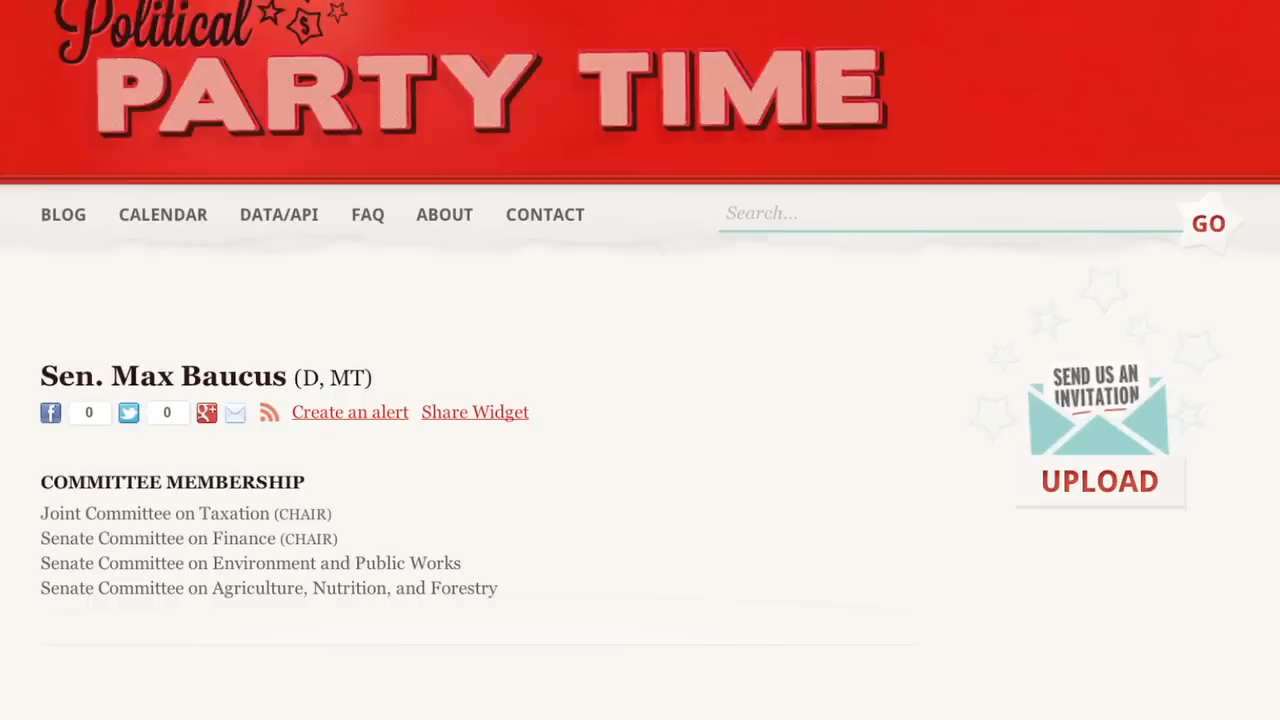 Political
PARTY TIME
BLOG CALENDAR DATA/API FAQ ABOUT CONTACT Search... GO
SEND US AN
INVITATION
UPLOAD
Sen. Max Baucus (D, MT)
f 0 0 g+ Create an alert Share Widget
COMMITTEE MEMBERSHIP
Joint Committee on Taxation (CHAIR)
Senate Committee on Finance (CHAIR)
Senate Committee on Environment and Public Works
Senate Committee on Agriculture, Nutrition, and Forestry